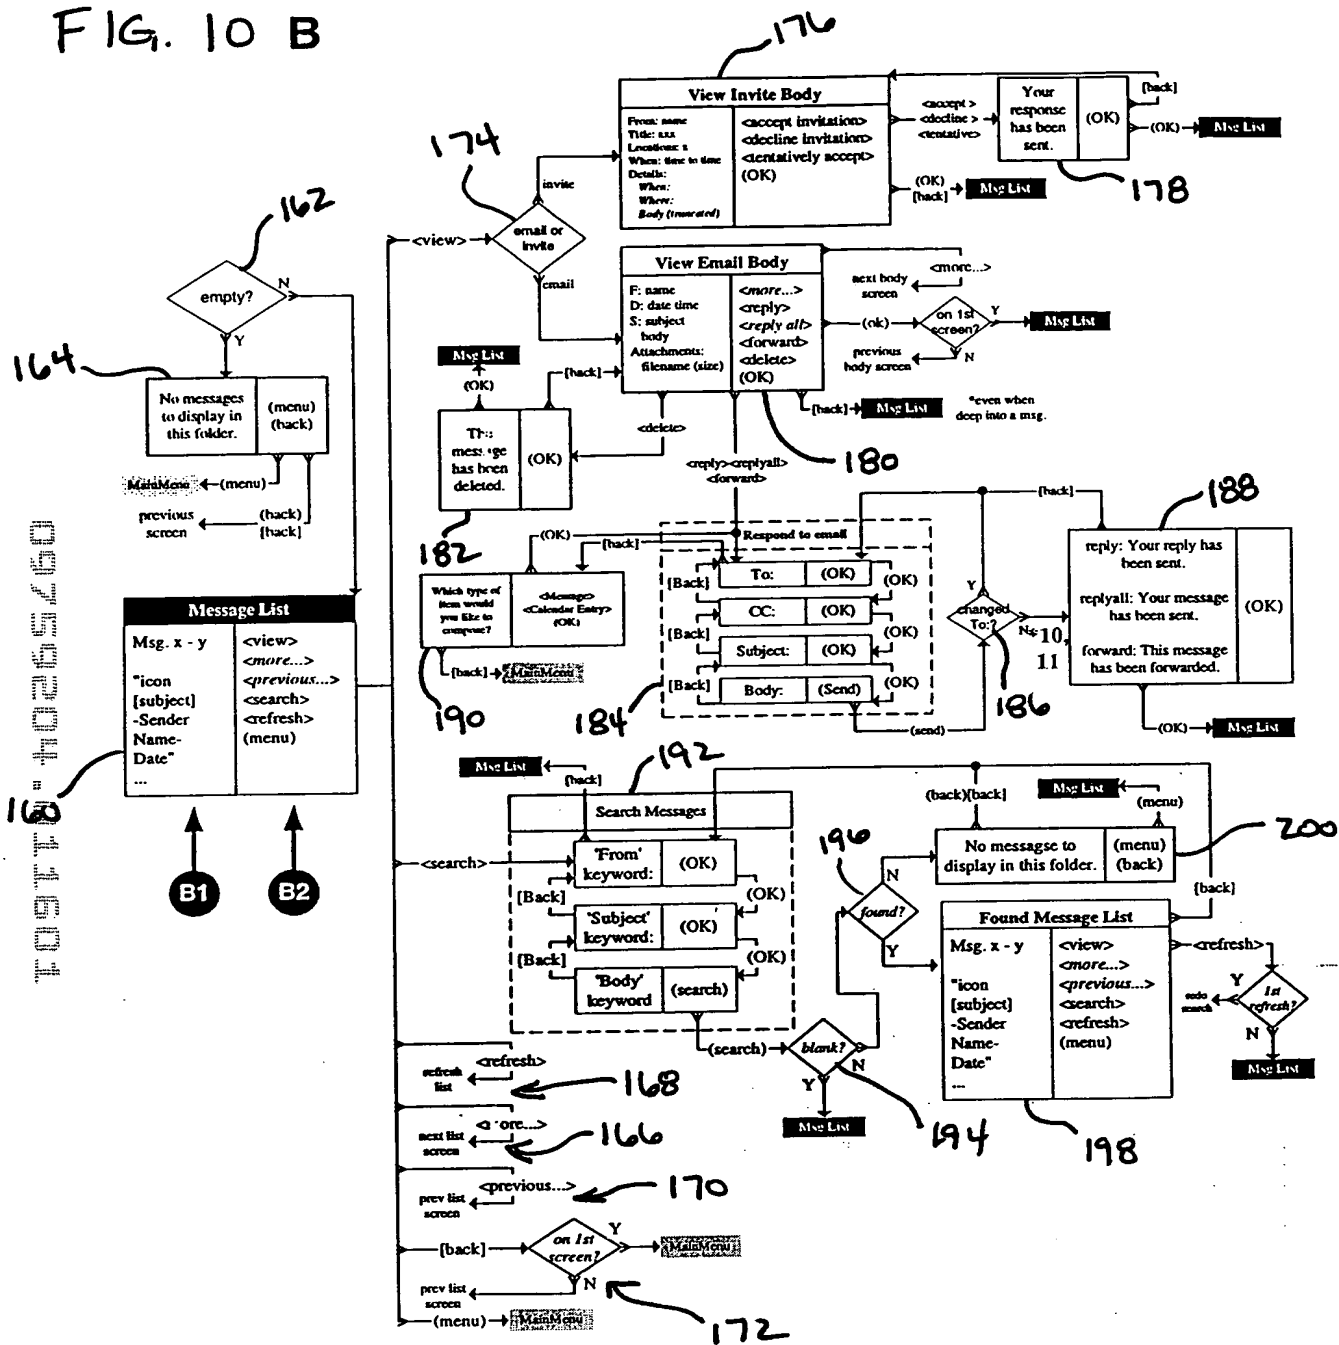 FIG. 10 B
176
View Invite Body
From: name
Title: xxx
Locations: x
When: time to time
Details:
When:
Where:
Body (truncated)
<accept invitation>
<decline invitation>
<tentatively accept>
(OK)
<accept>
<decline>
<tentative>
Your
response
has been
sent.
(OK)
[back]
(OK)
Msg List
178
(OK)
[back]
Msg List
174
invite
email or
invite
email
<view>
162
empty?
N
Y
164
No messages
to display in
this folder.
(menu)
(back)
MainMenu
(menu)
previous
screen
(back)
[back]
View Email Body
F: name
D: date time
S: subject
body
Attachments:
filename (size)
<more...>
<reply>
<reply all>
<forward>
<delete>
(OK)
<more...>
next body
screen
(ok)
on 1st
screen?
Y
Msg List
N
previous
body screen
[back]
Msg List
*even when
deep into a msg.
180
Msg List
(OK)
[back]
This
message
has been
deleted.
(OK)
182
<delete>
<reply><replyall>
<forward>
(OK)
[back]
Which type of
item would
you like to
compose?
<Message>
<Calendar Entry>
(OK)
[back]
MainMenu
190
Respond to email
To:
(OK)
CC:
(OK)
Subject:
(OK)
Body:
(Send)
[Back]
[Back]
[Back]
(OK)
(OK)
(OK)
184
(send)
changed
To:?
Y
N*
10,
11
186
[back]
188
reply: Your reply has
been sent.
replyall: Your message
has been sent.
forward: This message
has been forwarded.
(OK)
(OK)
Msg List
Message List
Msg. x - y
"icon
[subject]
-Sender
Name-
Date"
...
<view>
<more...>
<previous...>
<search>
<refresh>
(menu)
160
B1
B2
192
Msg List
[back]
Search Messages
<search>
'From'
keyword:
(OK)
'Subject'
keyword:
(OK)
'Body'
keyword
(search)
[Back]
[Back]
(OK)
(OK)
(search)
blank?
N
Y
Msg List
194
196
found?
N
Y
(back)[back]
Msg List
(menu)
No messagse to
display in this folder.
(menu)
(back)
200
[back]
Found Message List
Msg. x - y
"icon
[subject]
-Sender
Name-
Date"
...
<view>
<more...>
<previous...>
<search>
<refresh>
(menu)
198
<refresh>
1st
refresh?
Y
redo
search
N
Msg List
<refresh>
refresh
list
168
<more...>
next list
screen
166
<previous...>
prev list
screen
170
[back]
on 1st
screen?
Y
MainMenu
N
prev list
screen
172
(menu)
MainMenu